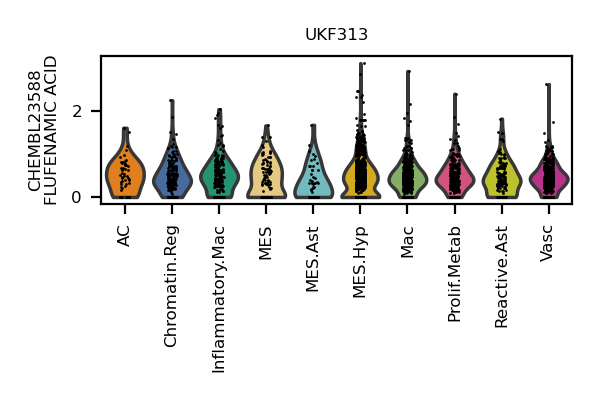 UKF313
CHEMBL23588
FLUFENAMIC ACID
2
0
AC
Chromatin.Reg
Inflammatory.Mac
MES
MES.Ast
MES.Hyp
Mac
Prolif.Metab
Reactive.Ast
Vasc